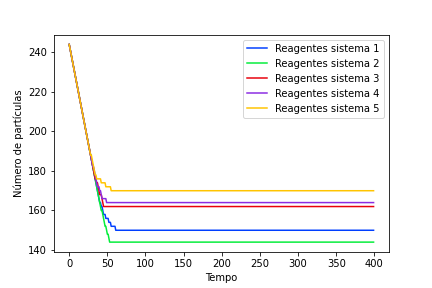 Reagentes sistema 1
Reagentes sistema 2
Reagentes sistema 3
Reagentes sistema 4
Reagentes sistema 5
Número de partículas
240
220
200
180
160
140
0 50 100 150 200 250 300 350 400
Tempo